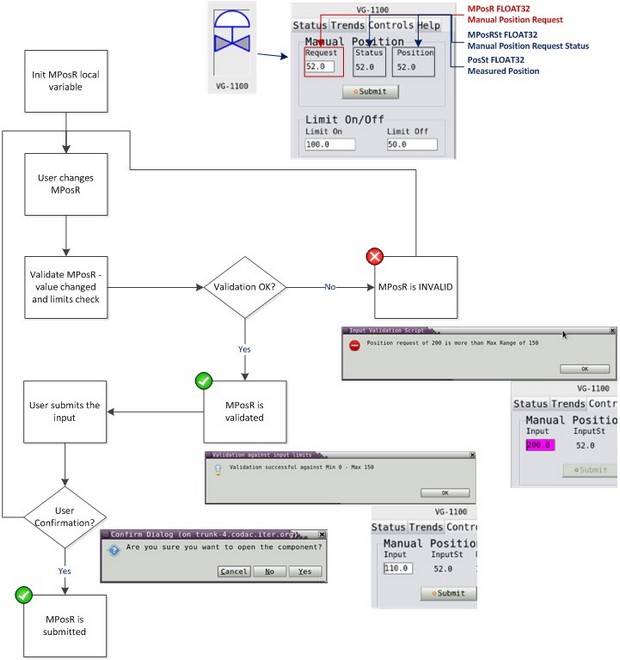 VG-1100
Status Trends Controls Help
Manual Position
Request Status Position
52.0 52.0 52.0
Submit
Limit On/Off
Limit On Limit Off
100.0 50.0
MPosR FLOAT32
Manual Position Request
MPosRSt FLOAT32
Manual Position Request Status
PosSt FLOAT32
Measured Position
VG-1100
Init MPosR local
variable
User changes
MPosR
Validate MPosR -
value changed
and limits check
Validation OK?
No
MPosR is INVALID
Yes
Input Validation Script
Position request of 200 is more than Max Range of 150
OK
VG-1100
Status Trends Contr
Manual Positio
Input InputSt
200.0 52.0
Submit
MPosR is
validated
User submits the
input
Validation against input limits
Validation successful against Min 0 - Max 150
OK
VG-1100
Status Trends Contro
Manual Position
Input InputSt
110.0 52.0
Submit
User
Confirmation?
Confirm Dialog (on trunk-4.codac.iter.org)
Are you sure you want to open the component?
Cancel No Yes
Yes
MPosR is
submitted